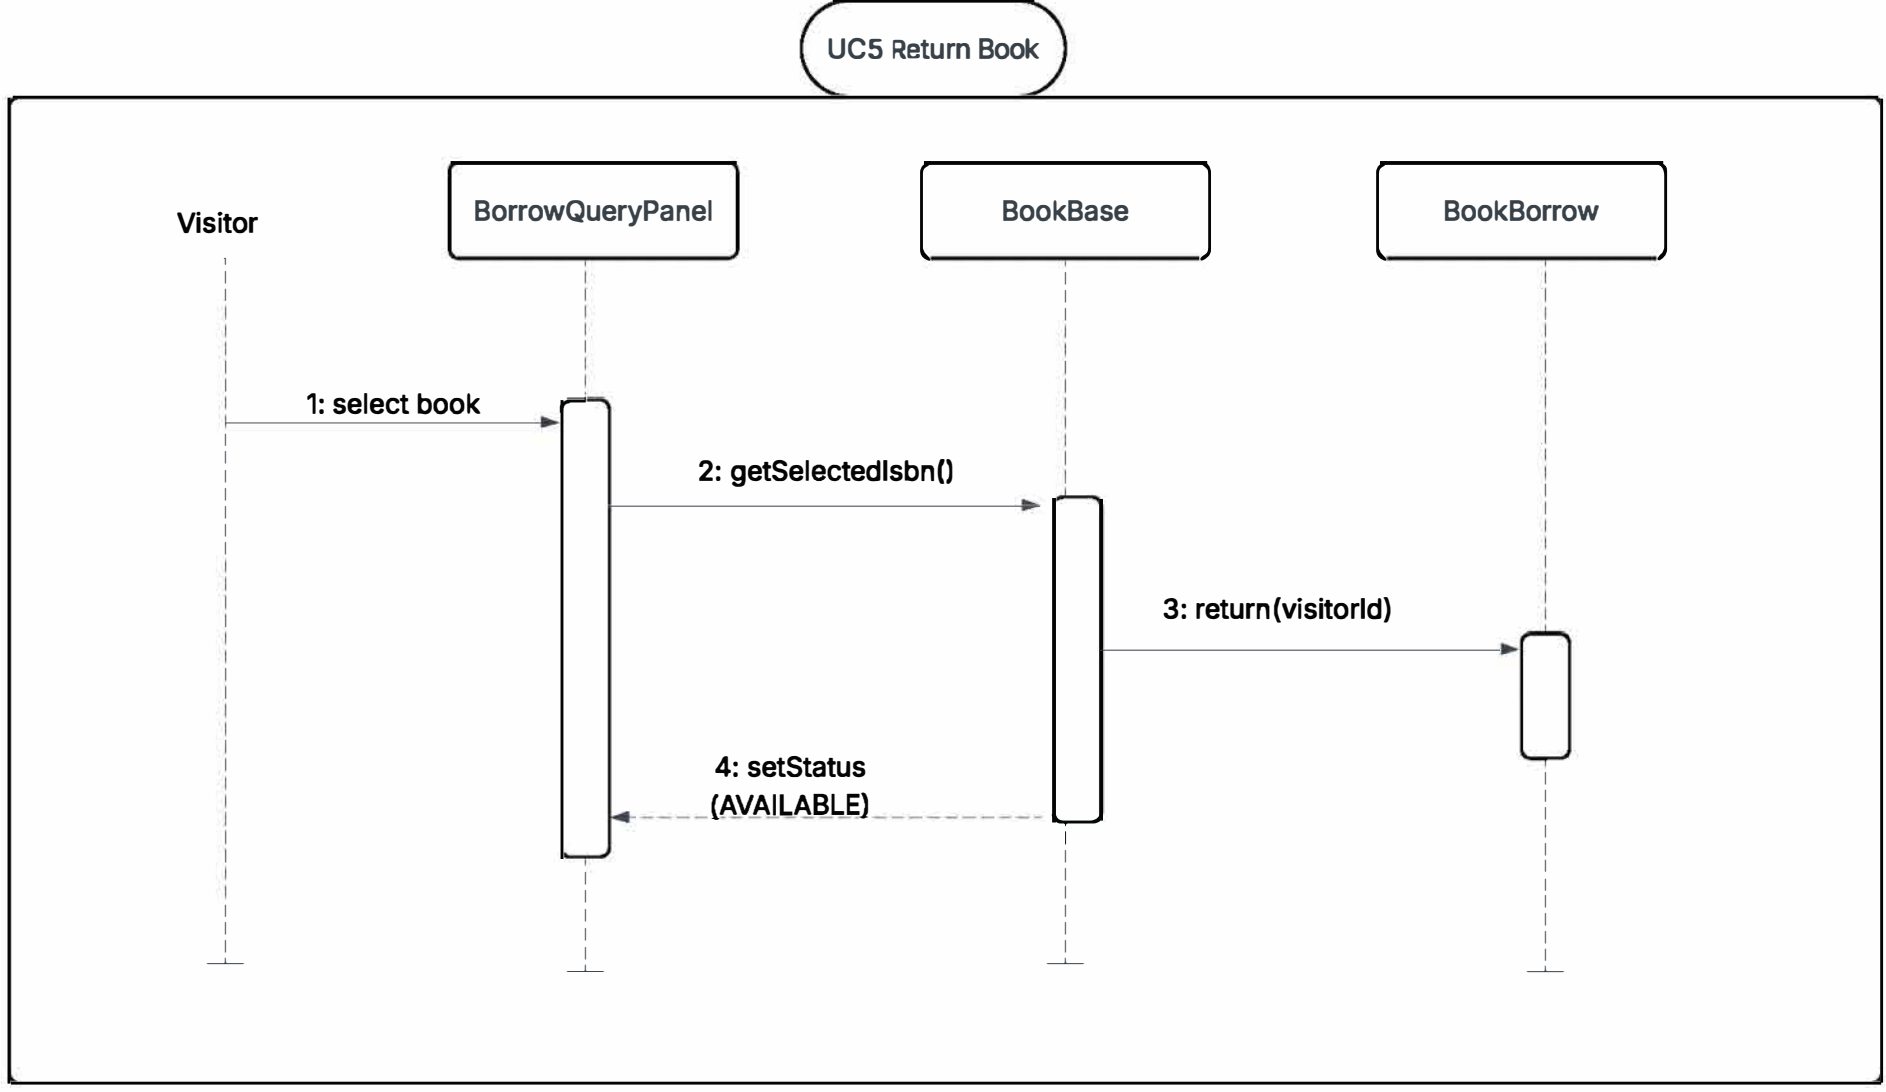 UC5 Return Book
Visitor
BorrowQueryPanel
BookBase
BookBorrow
1: select book
2: getSelectedIsbn()
3: return(visitorId)
4: setStatus
(AVAILABLE)